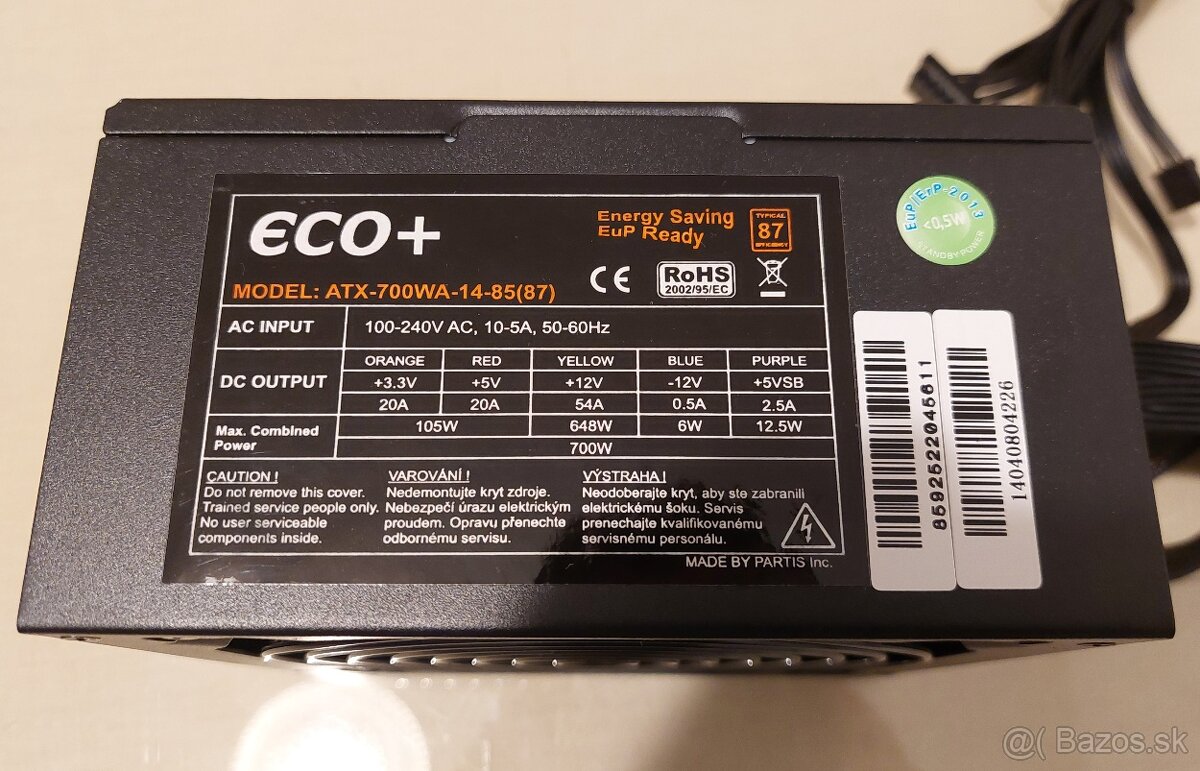 ЄCO+
Energy Saving
EuP Ready
TYPICAL
87
EFFICIENCY
CE
RoHS
2002/95/EC
MODEL: ATX-700WA-14-85(87)
AC INPUT 100-240V AC, 10-5A, 50-60Hz
DC OUTPUT
ORANGE RED YELLOW BLUE PURPLE
+3.3V +5V +12V -12V +5VSB
20A 20A 54A 0.5A 2.5A
Max. Combined
Power
105W 648W 6W 12.5W
700W
CAUTION !
Do not remove this cover.
Trained service people only.
No user serviceable
components inside.
VAROVÁNÍ !
Nedemontujte kryt zdroje.
Nebezpečí úrazu elektrickým
proudem. Opravu přenechte
odbornému servisu.
VÝSTRAHA !
Neodoberajte kryt, aby ste zabranili
elektrickému šoku. Servis
prenechajte kvalifikovanému
servisnému personálu.
MADE BY PARTIS Inc.
EuP/ErP-2013
<0,5W
STANDBY POWER
8592522045611
14040804226
@( Bazos.sk